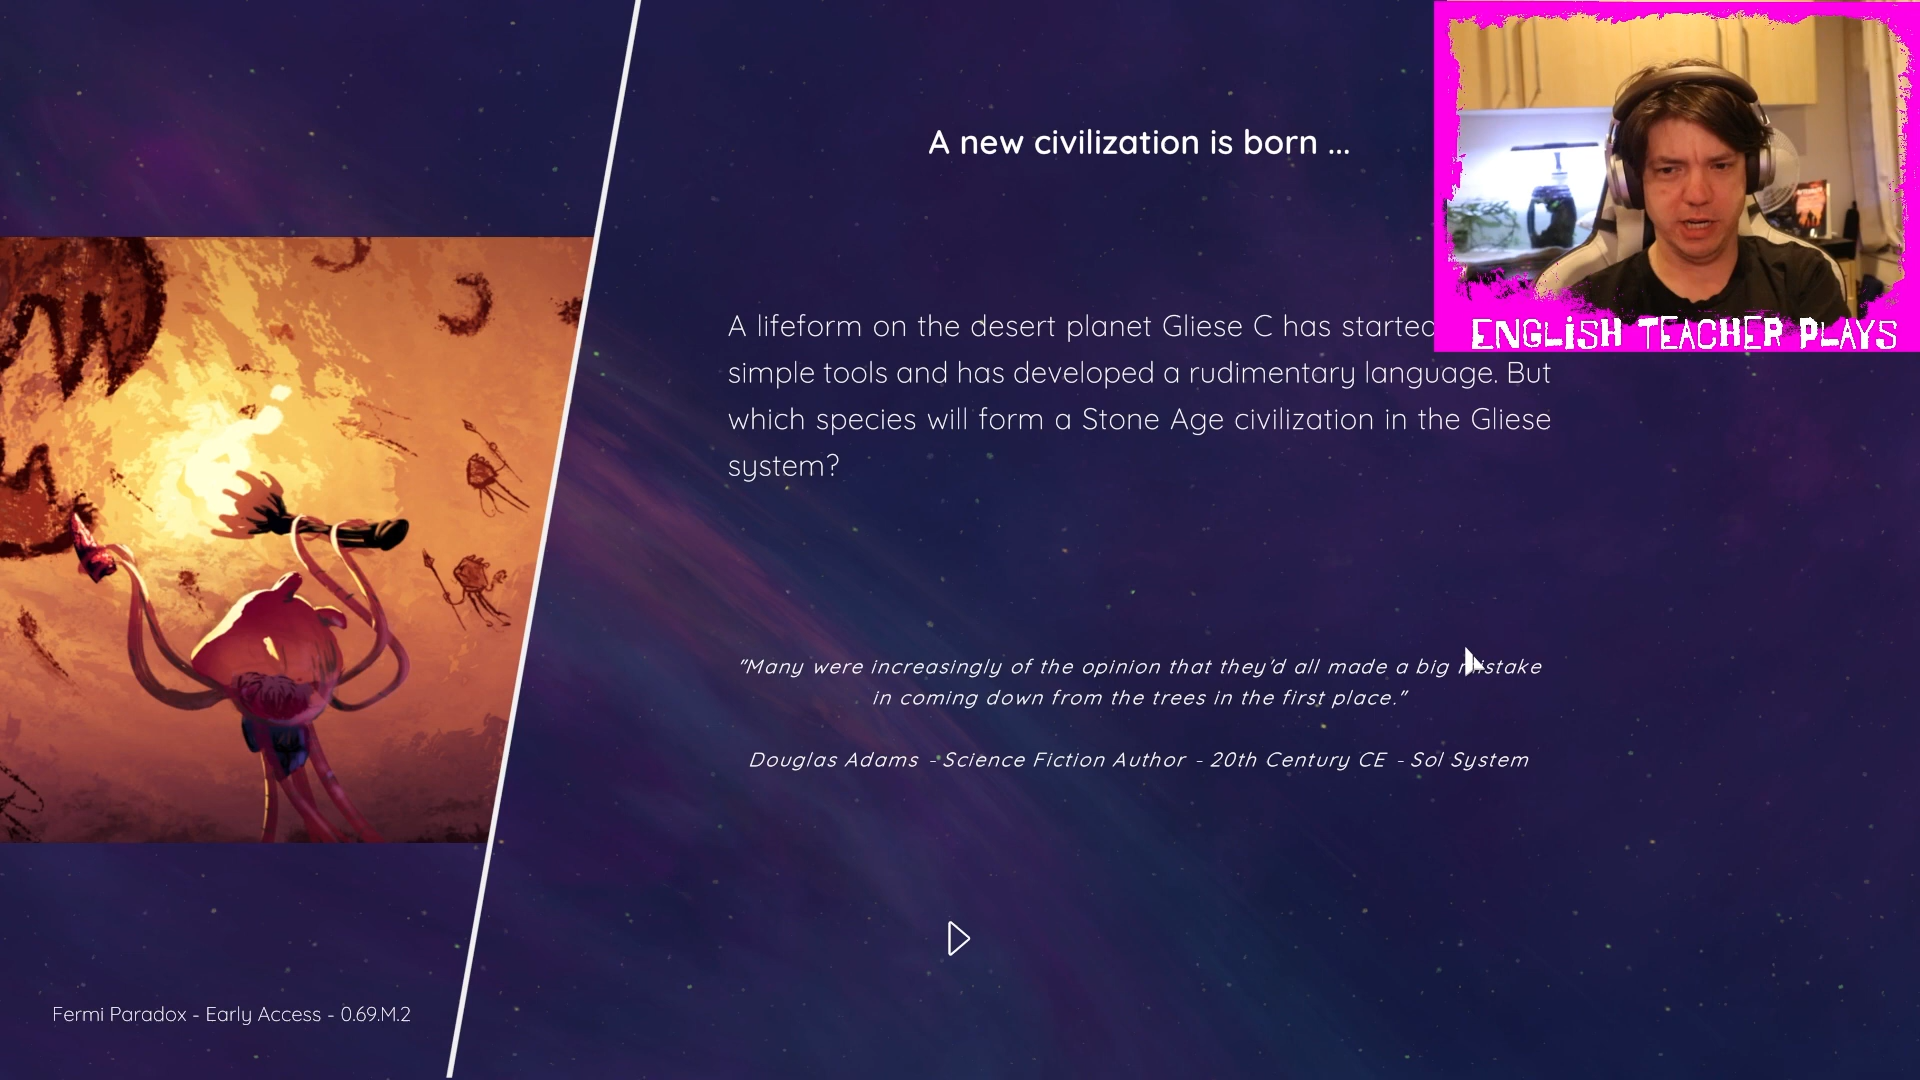 A new civilization is born ...
A lifeform on the desert planet Gliese C has started
simple tools and has developed a rudimentary language. But
which species will form a Stone Age civilization in the Gliese
system?
"Many were increasingly of the opinion that they'd all made a big mistake
in coming down from the trees in the first place."
Douglas Adams - Science Fiction Author - 20th Century CE - Sol System
Fermi Paradox - Early Access - 0.69.M.2
ENGLISH TEACHER PLAYS